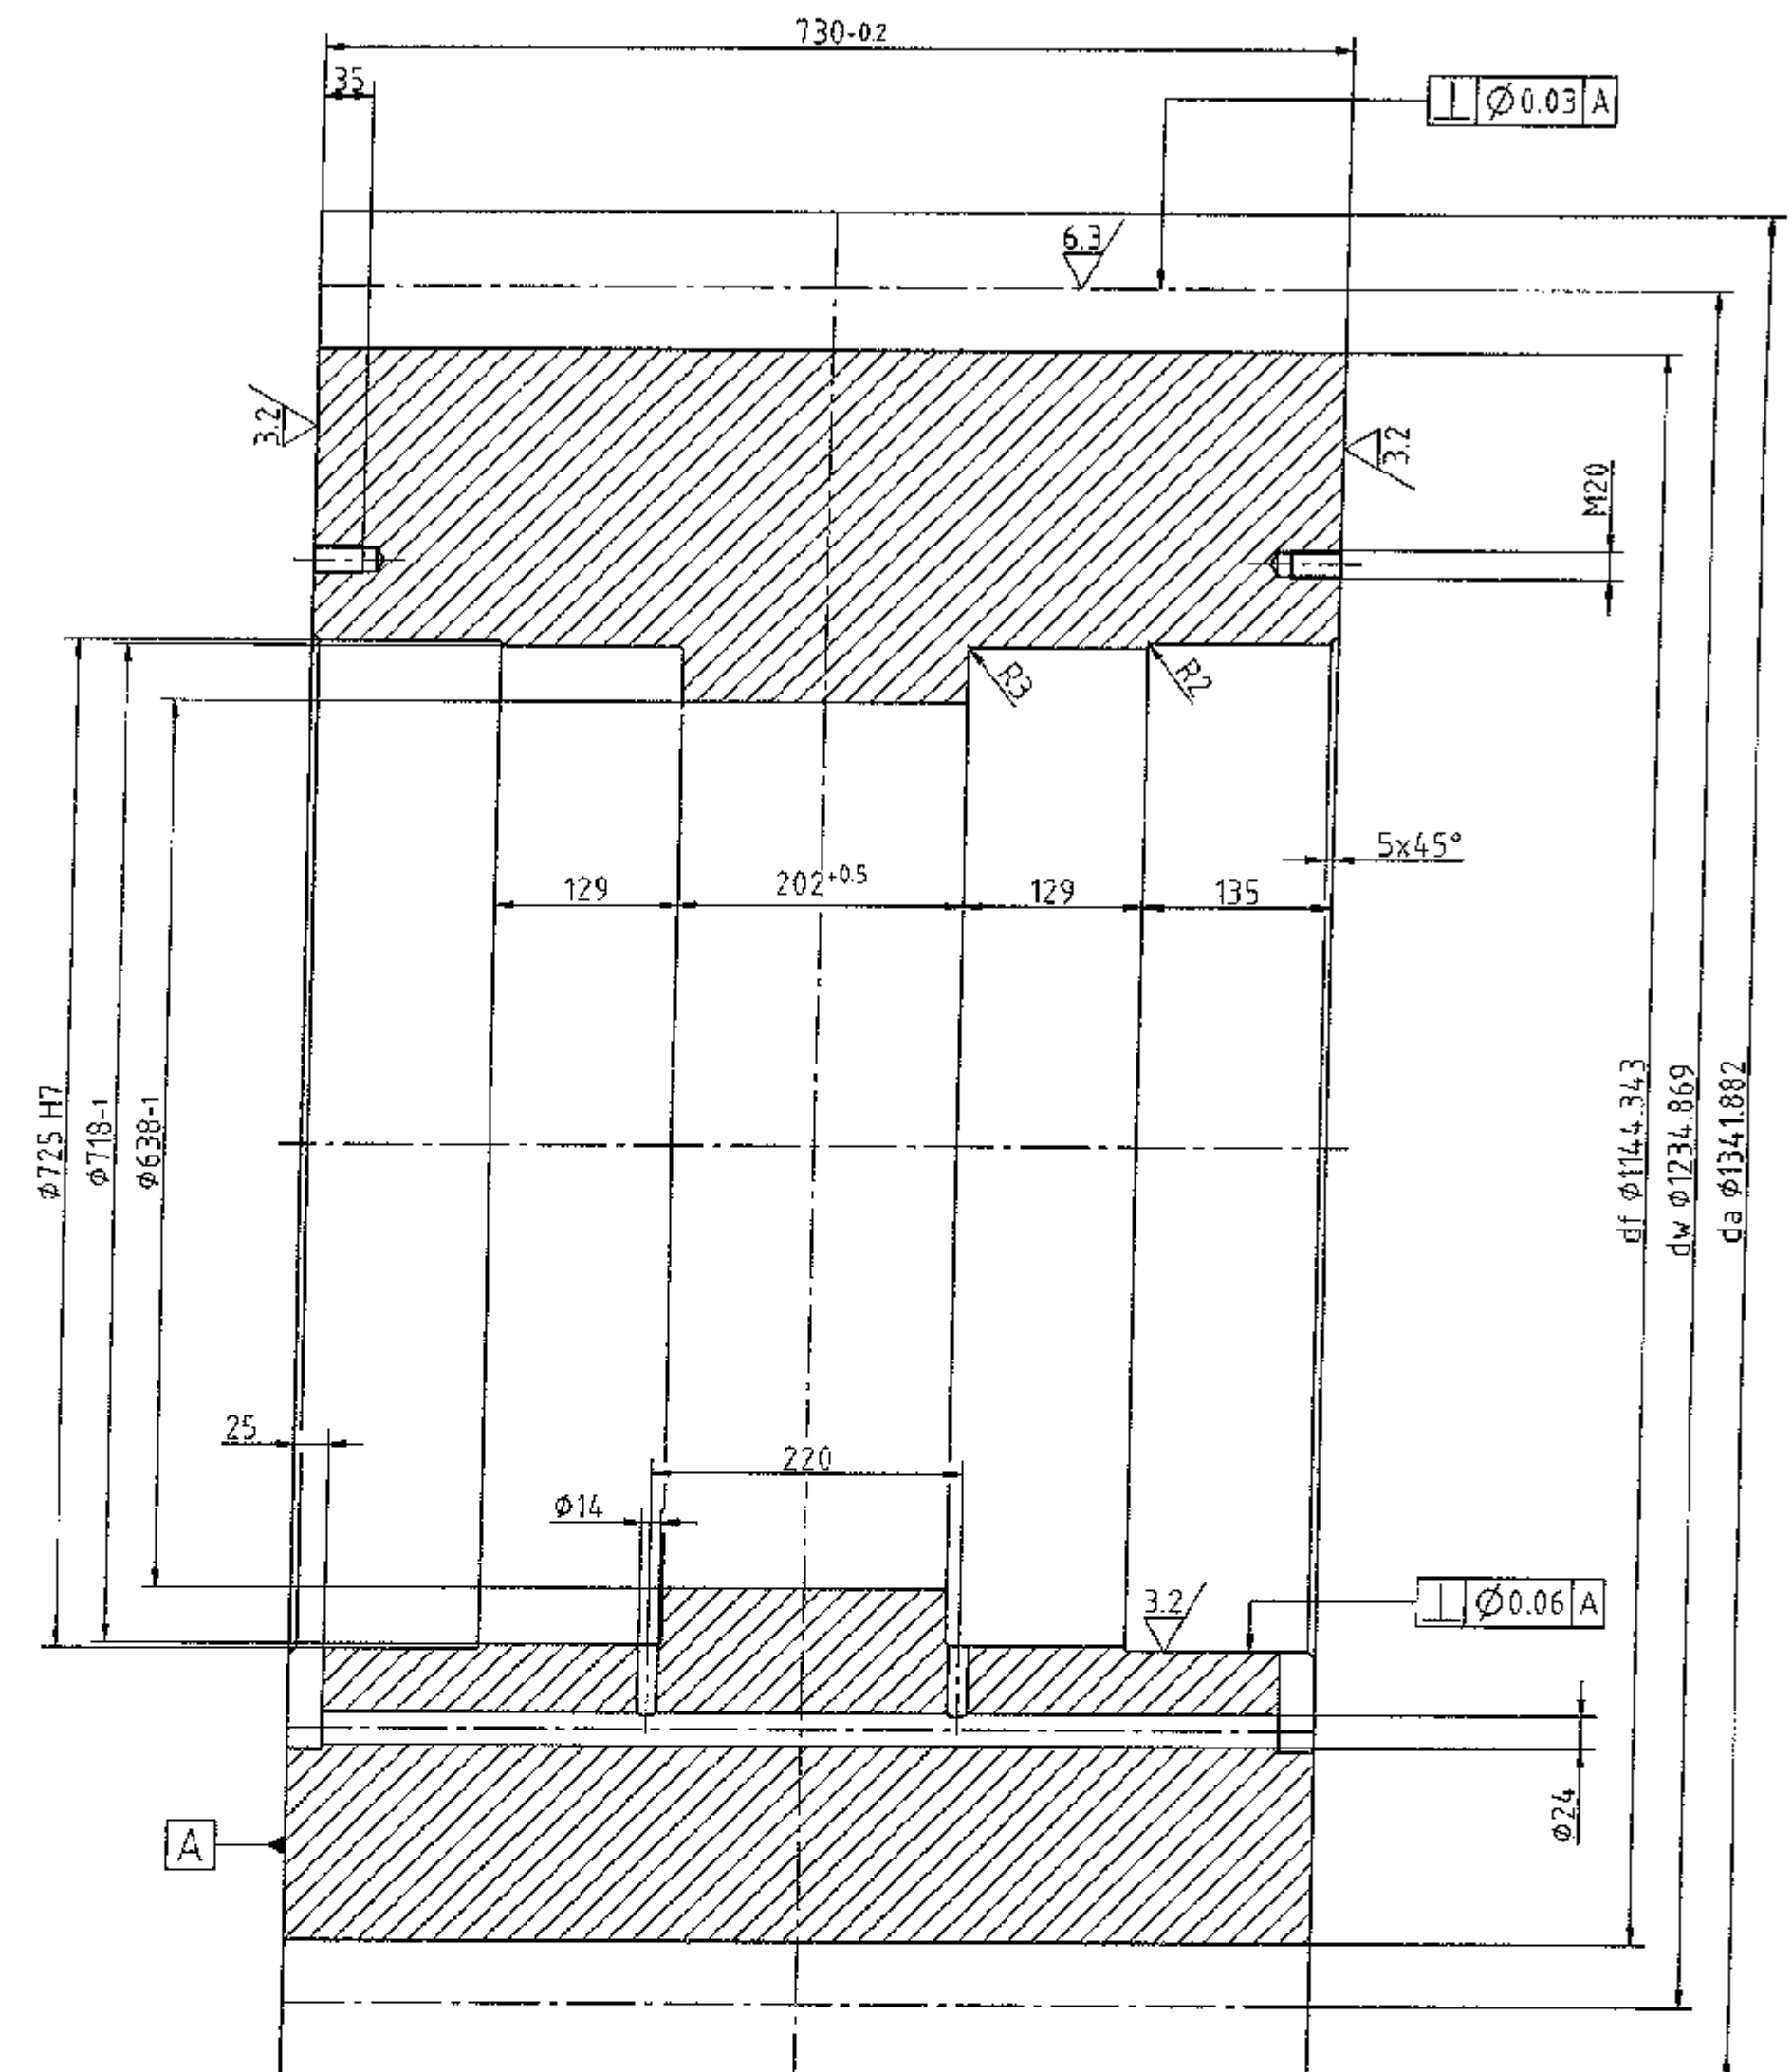 730-0.2
35
⊥ Ø0.03 A
6.3
3.2
3.2
M20
R3
R2
5x45°
129
202+0.5
129
135
Ø725 H7
Ø718-1
Ø638-1
df Ø1144.343
dw Ø1234.869
da Ø1341.882
25
220
Ø14
3.2
⊥ Ø0.06 A
A
Ø24